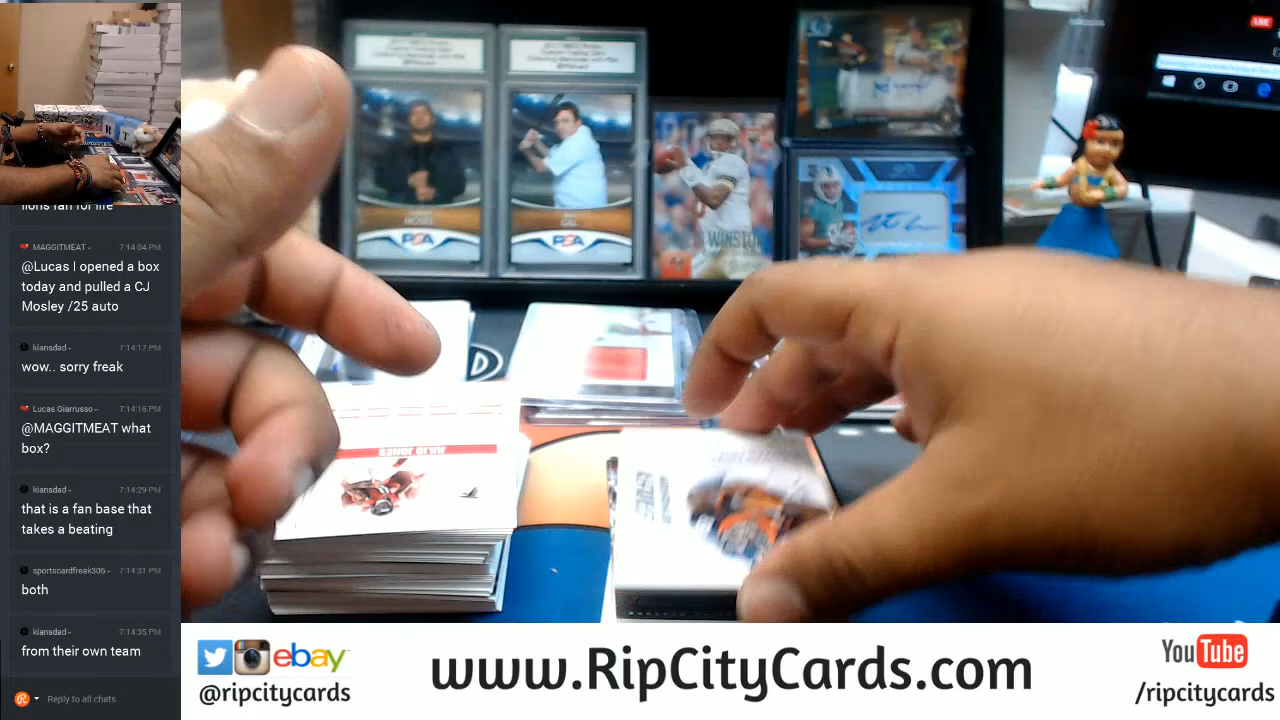 lions fan for life
MAGGITMEAT 7:14:04 PM
@Lucas I opened a box
today and pulled a CJ
Mosley /25 auto
kiansdad 7:14:17 PM
wow.. sorry freak
Lucas Giarrusso 7:14:16 PM
@MAGGITMEAT what
box?
kiansdad 7:14:29 PM
that is a fan base that
takes a beating
sportscardfreak305 7:14:31 PM
both
kiansdad 7:14:35 PM
from their own team
Reply to all chats
LIVE
PSA
PSA
WINSTON
JULIO JONES
ebay
@ripcitycards
www.RipCityCards.com
YouTube
/ripcitycards